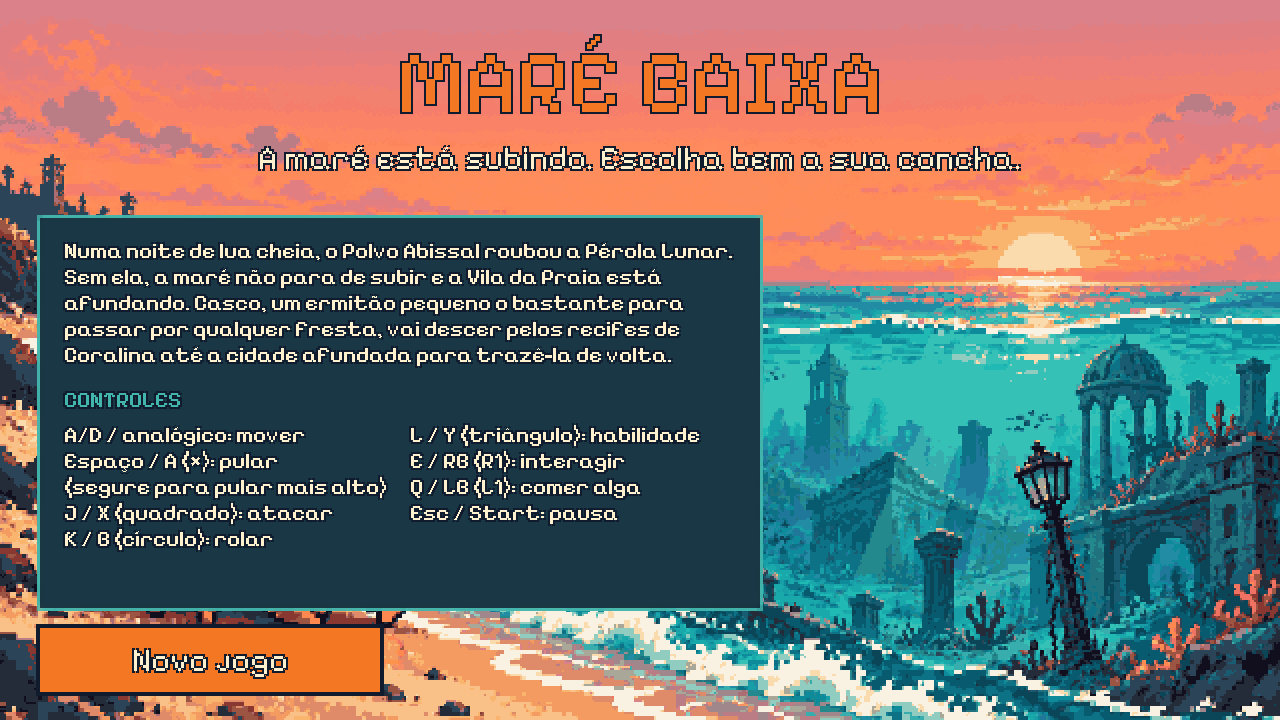 MARÉ BAIXA
A maré está subindo. Escolha bem a sua concha.
Numa noite de lua cheia, o Polvo Abissal roubou a Pérola Lunar.
Sem ela, a maré não para de subir e a Vila da Praia está
afundando. Casco, um ermitão pequeno o bastante para
passar por qualquer fresta, vai descer pelos recifes de
Coralina até a cidade afundada para trazê-la de volta.
CONTROLES
A/D / analógico: mover
Espaço / A (×): pular
(segure para pular mais alto)
J / X (quadrado): atacar
K / B (círculo): rolar
L / Y (triângulo): habilidade
E / RB (R1): interagir
Q / LB (L1): comer alga
Esc / Start: pausa
Novo jogo